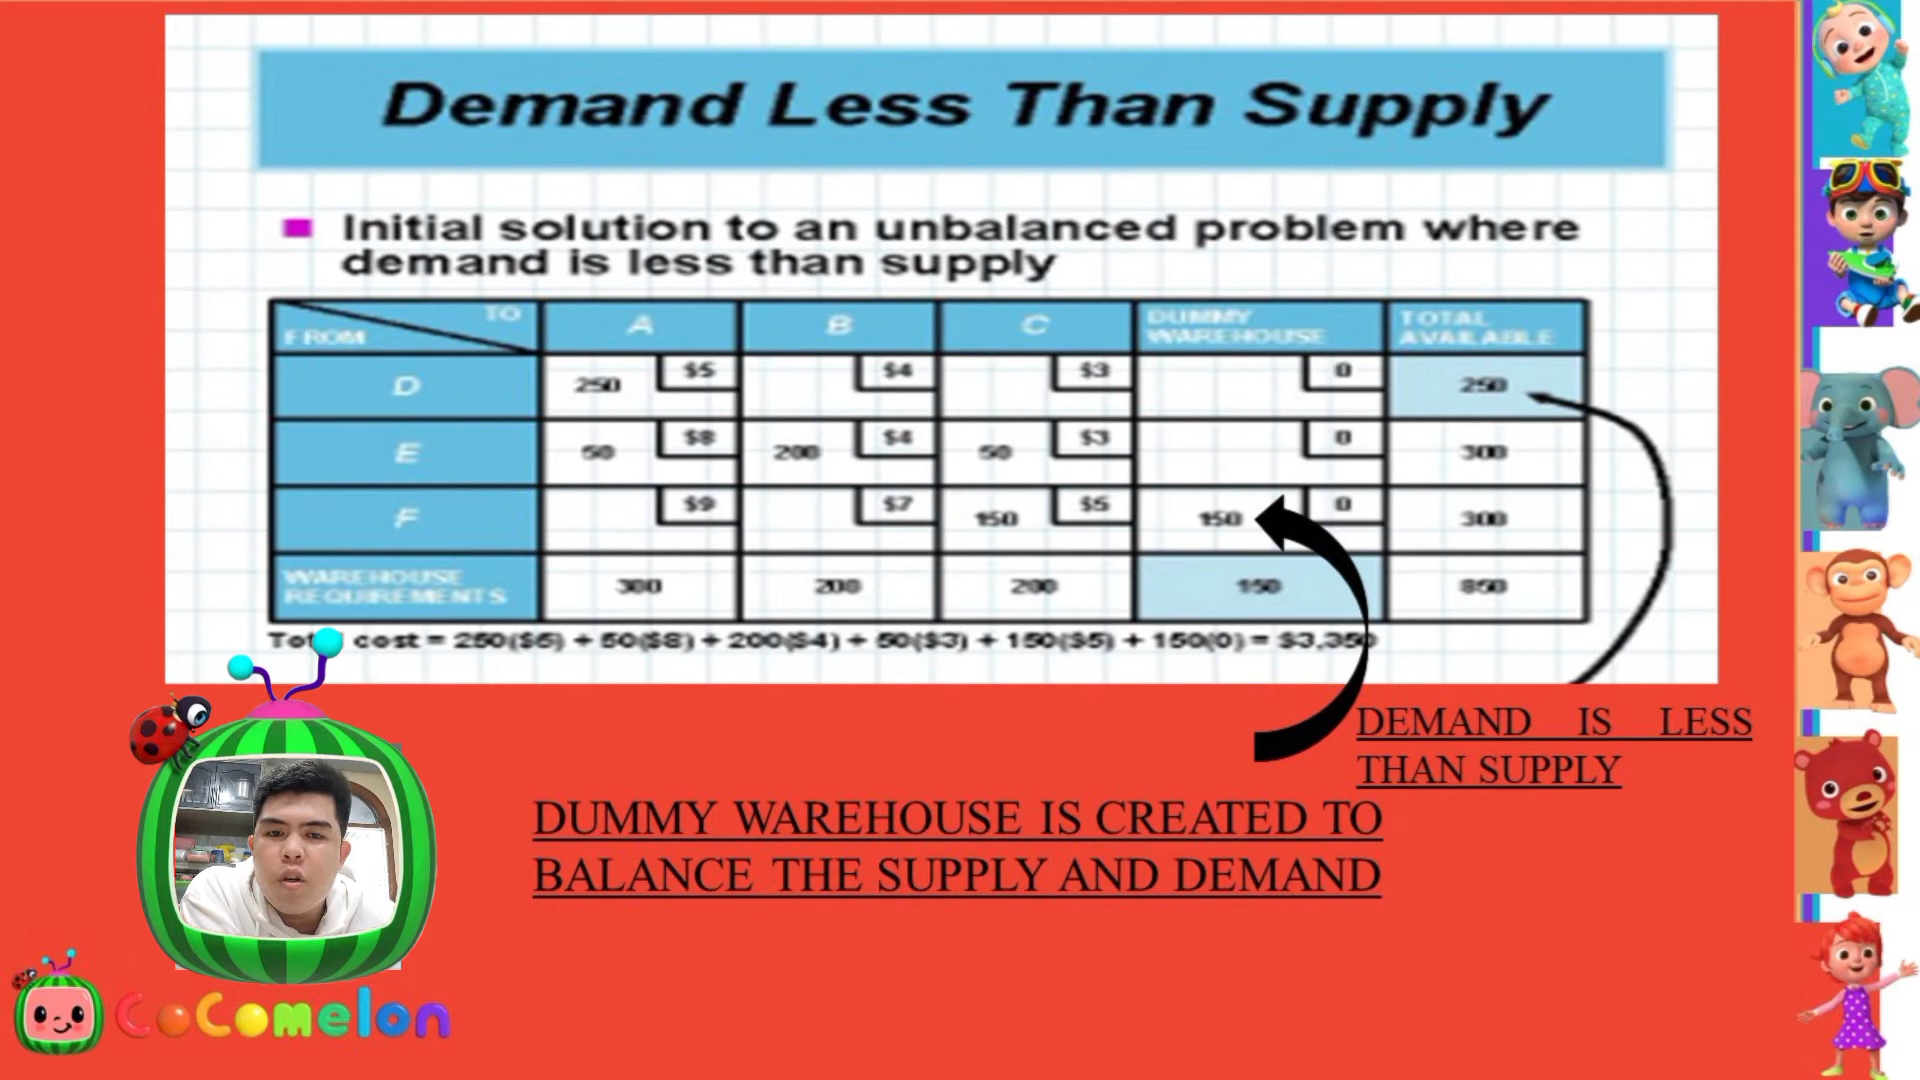 Demand Less Than Supply
Initial solution to an unbalanced problem where
demand is less than supply
TO
FROM
A
B
C
DUMMY
WAREHOUSE
TOTAL
AVAILABLE
D
250
$5
$4
$3
0
250
E
50
$8
200
$4
50
$3
0
300
F
$9
$7
150
$5
150
0
300
WAREHOUSE
REQUIREMENTS
300
200
200
150
850
cost = 250($5) + 50($8) + 200($4) + 50($3) + 150($5) + 150(0) = $3,350
DEMAND IS LESS
THAN SUPPLY
DUMMY WAREHOUSE IS CREATED TO
BALANCE THE SUPPLY AND DEMAND
CoComelon